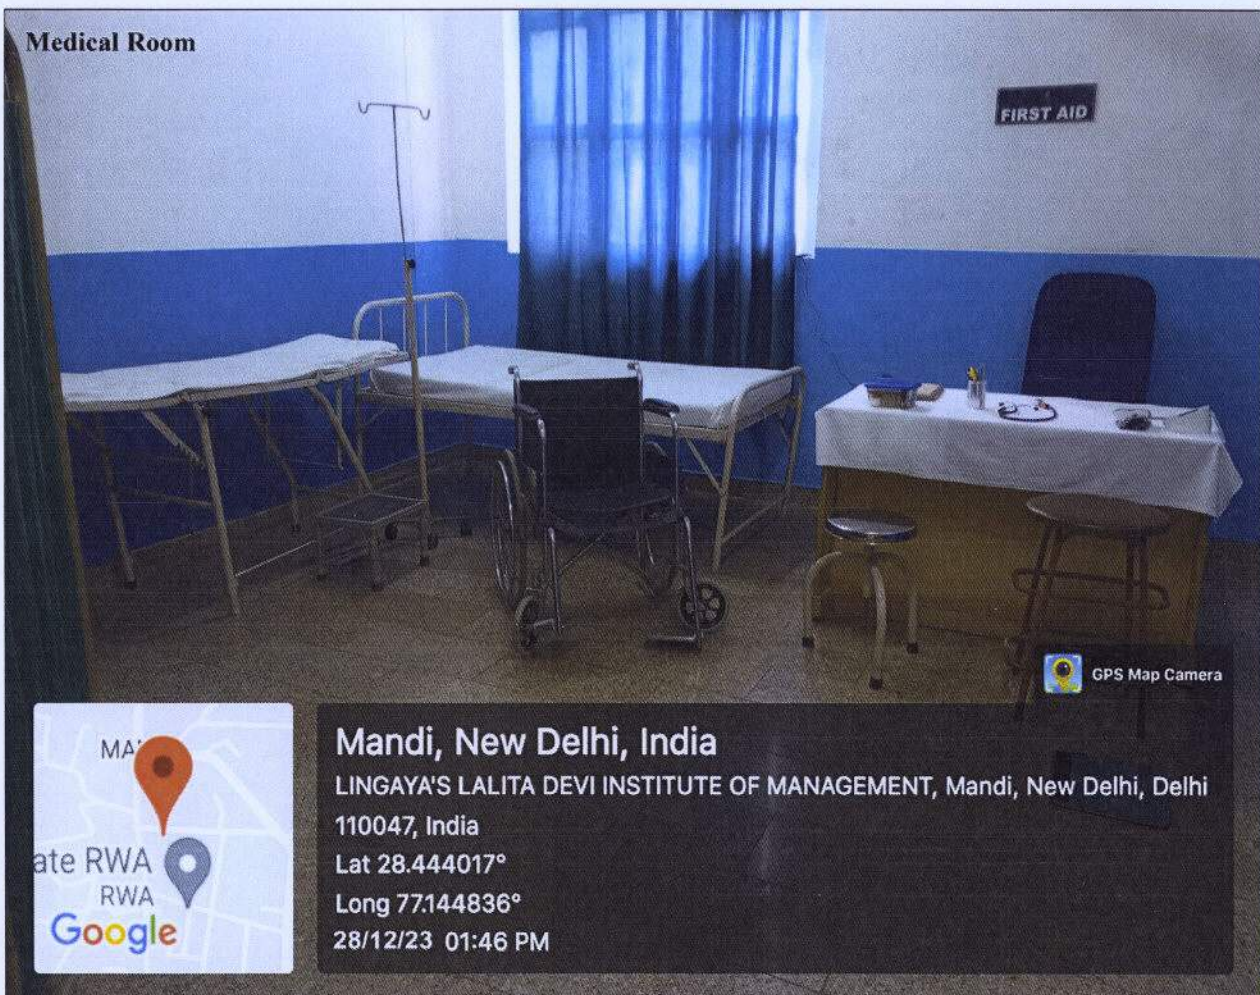 Medical Room
FIRST AID
GPS Map Camera
MA
ate RWA
RWA
Google
Mandi, New Delhi, India
LINGAYA'S LALITA DEVI INSTITUTE OF MANAGEMENT, Mandi, New Delhi, Delhi
110047, India
Lat 28.444017°
Long 77.144836°
28/12/23 01:46 PM